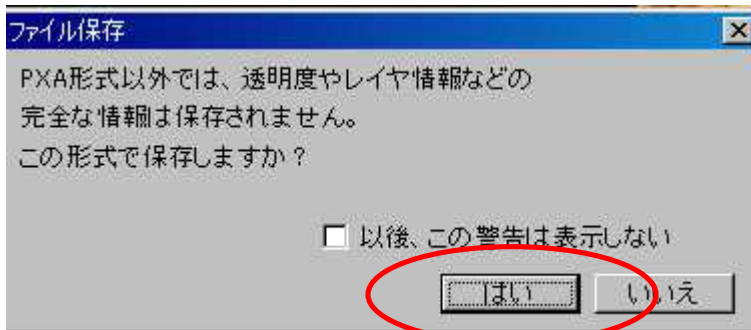 ファイル保存
PXA形式以外では、透明度やレイヤ情報などの
完全な情報は保存されません。
この形式で保存しますか？
以後、この警告は表示しない
はい
いいえ